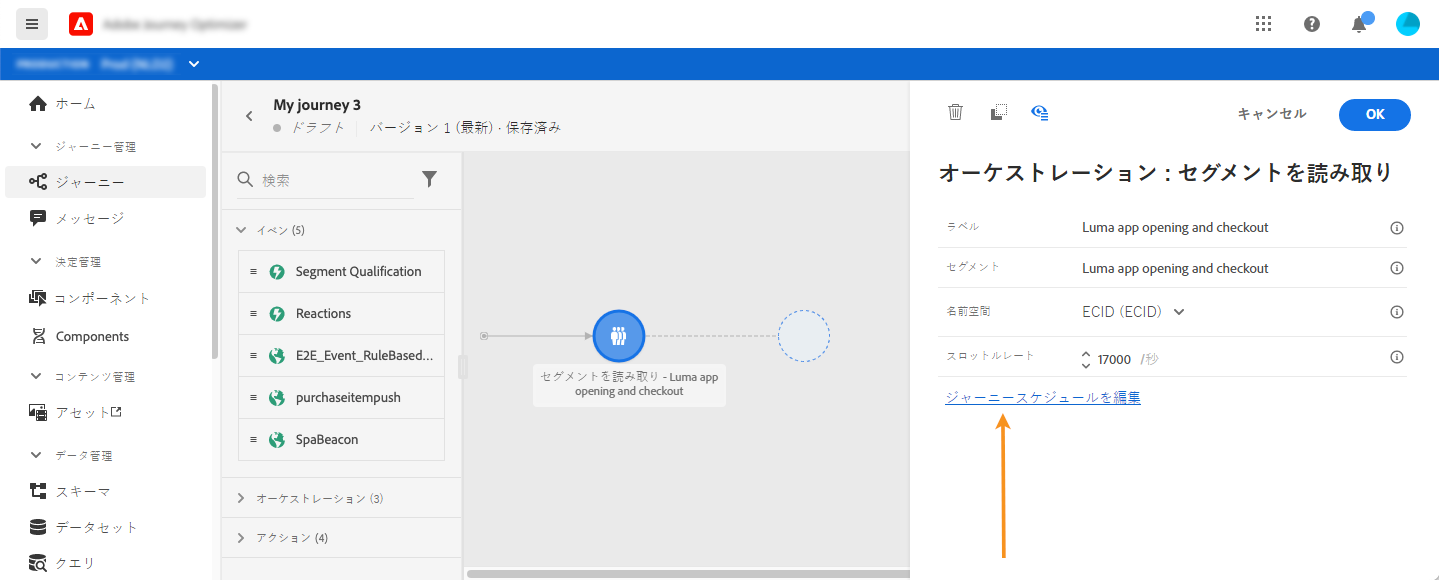 ホーム
ジャーニー管理
ジャーニー
メッセージ
決定管理
コンポーネント
Components
コンテンツ管理
アセット
データ管理
スキーマ
データセット
クエリ
My journey 3
ドラフト
バージョン 1 (最新)・保存済み
検索
イベン (5)
Segment Qualification
Reactions
E2E_Event_RuleBased...
purchaseitempush
SpaBeacon
オーケストレーション (3)
アクション (4)
セグメントを読み取り - Luma app
opening and checkout
キャンセル
OK
オーケストレーション : セグメントを読み取り
ラベル Luma app opening and checkout
セグメント Luma app opening and checkout
名前空間 ECID (ECID)
スロットルレート 17000 /秒
ジャーニースケジュールを編集